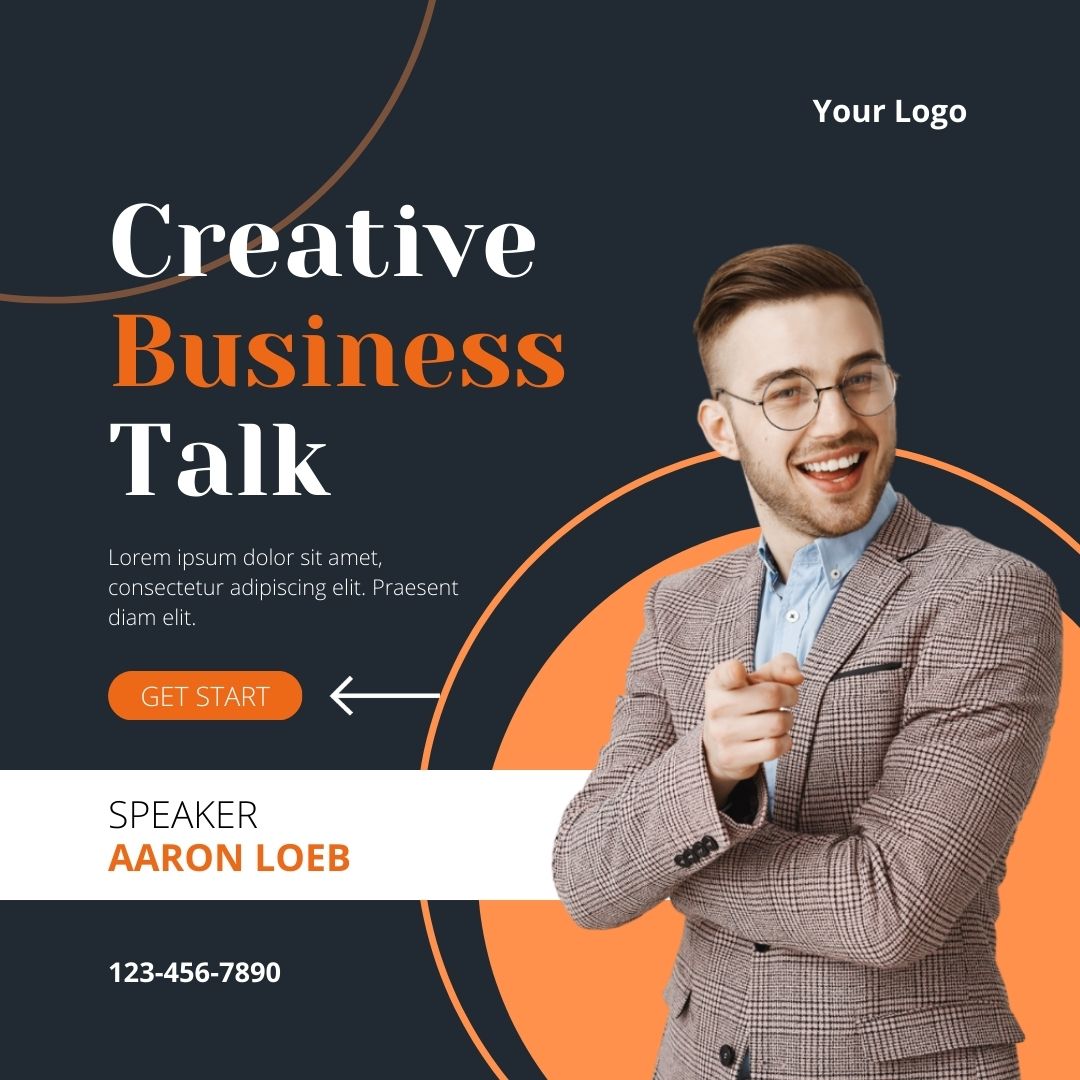 Your Logo
Creative
Business
Talk
Lorem ipsum dolor sit amet,
consectetur adipiscing elit. Praesent
diam elit.
GET START
SPEAKER
AARON LOEB
123-456-7890